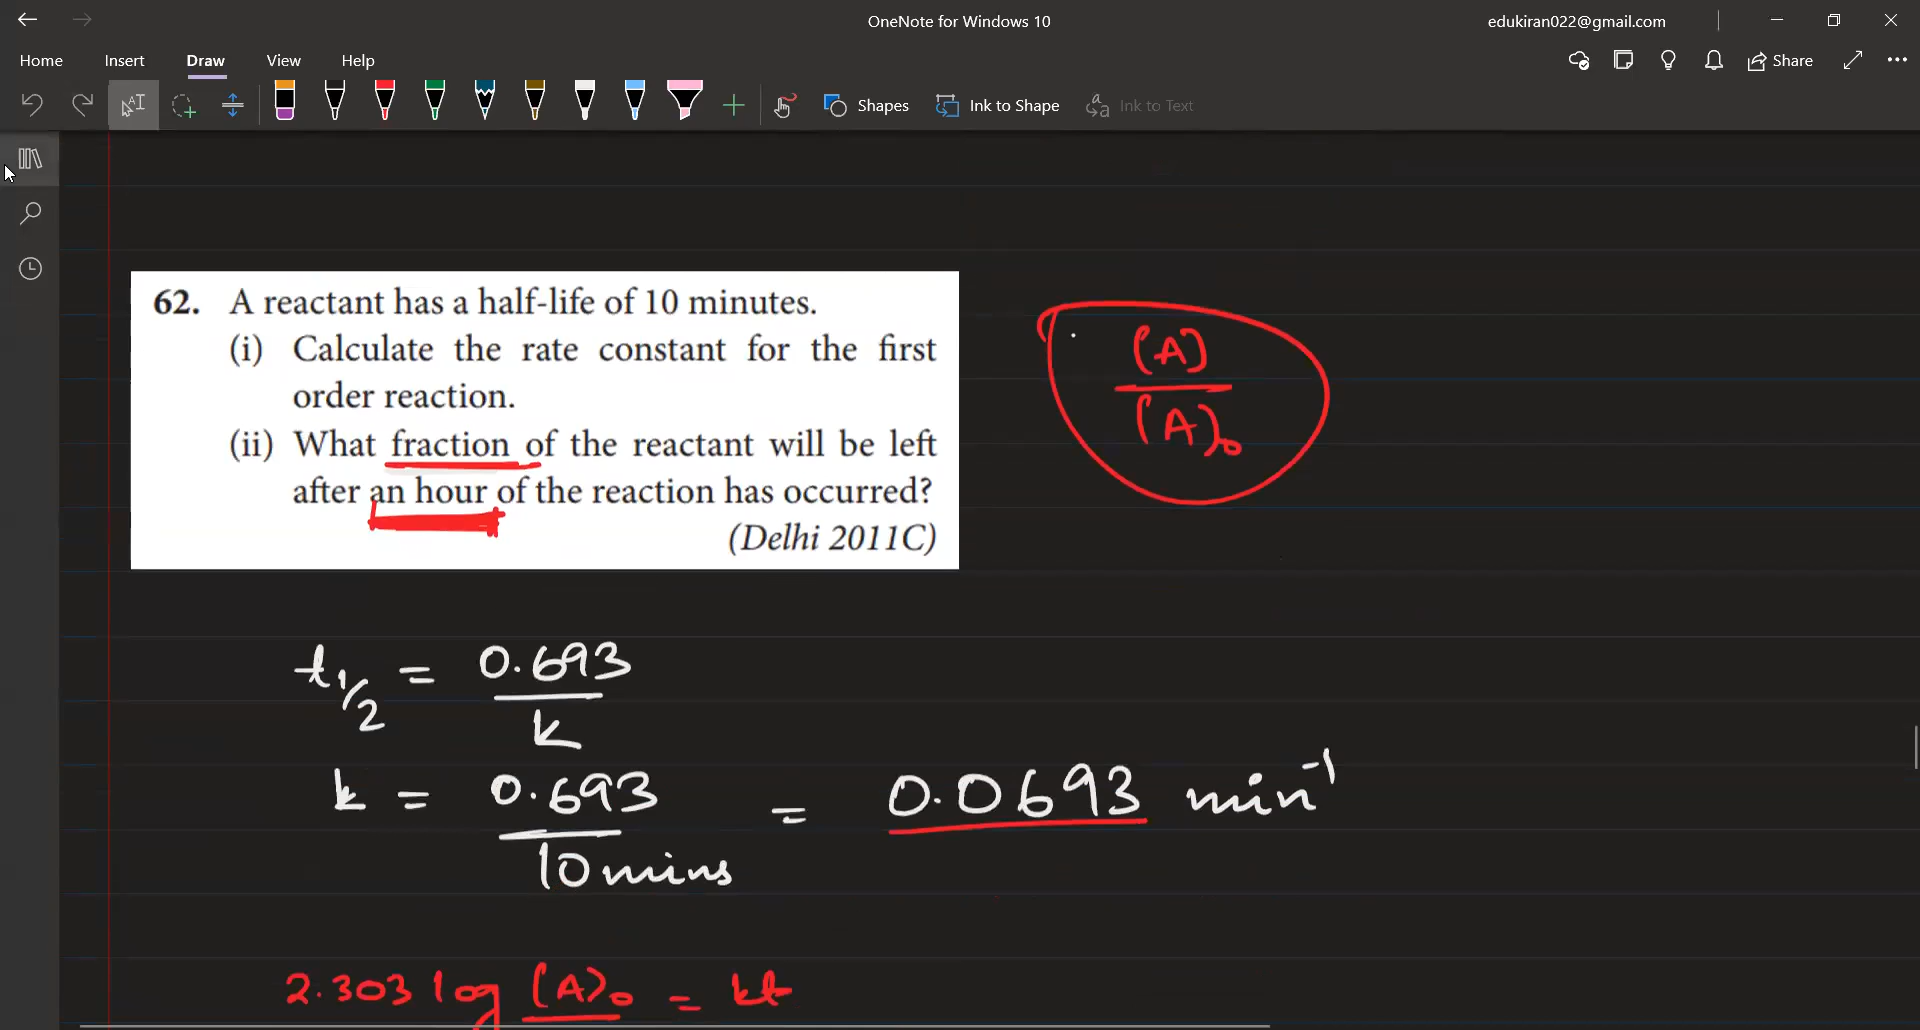 OneNote for Windows 10
edukiran022@gmail.com
Home Insert Draw View Help
Share
Shapes Ink to Shape Ink to Text
62. A reactant has a half-life of 10 minutes.
(i) Calculate the rate constant for the first
order reaction.
(ii) What fraction of the reactant will be left
after an hour of the reaction has occurred?
(Delhi 2011C)
(A)
(A)₀
t1/2 = 0.693
k
k = 0.693 = 0.0693 min⁻¹
10 mins
2.303 log (A)₀ = kt